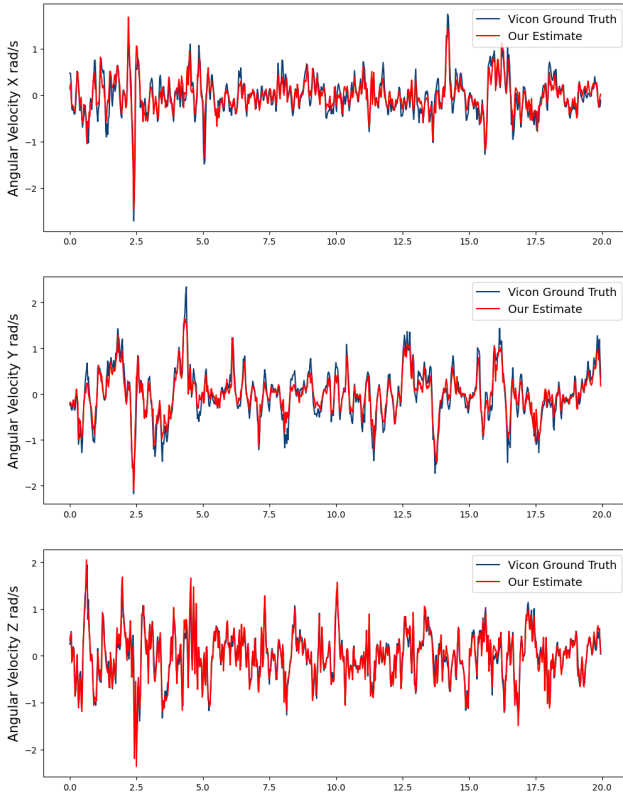 Angular Velocity X rad/s
1
0
−1
−2
Vicon Ground Truth
Our Estimate
0.0 2.5 5.0 7.5 10.0 12.5 15.0 17.5 20.0
Angular Velocity Y rad/s
2
1
0
−1
−2
Vicon Ground Truth
Our Estimate
0.0 2.5 5.0 7.5 10.0 12.5 15.0 17.5 20.0
Angular Velocity Z rad/s
2
1
0
−1
−2
Vicon Ground Truth
Our Estimate
0.0 2.5 5.0 7.5 10.0 12.5 15.0 17.5 20.0